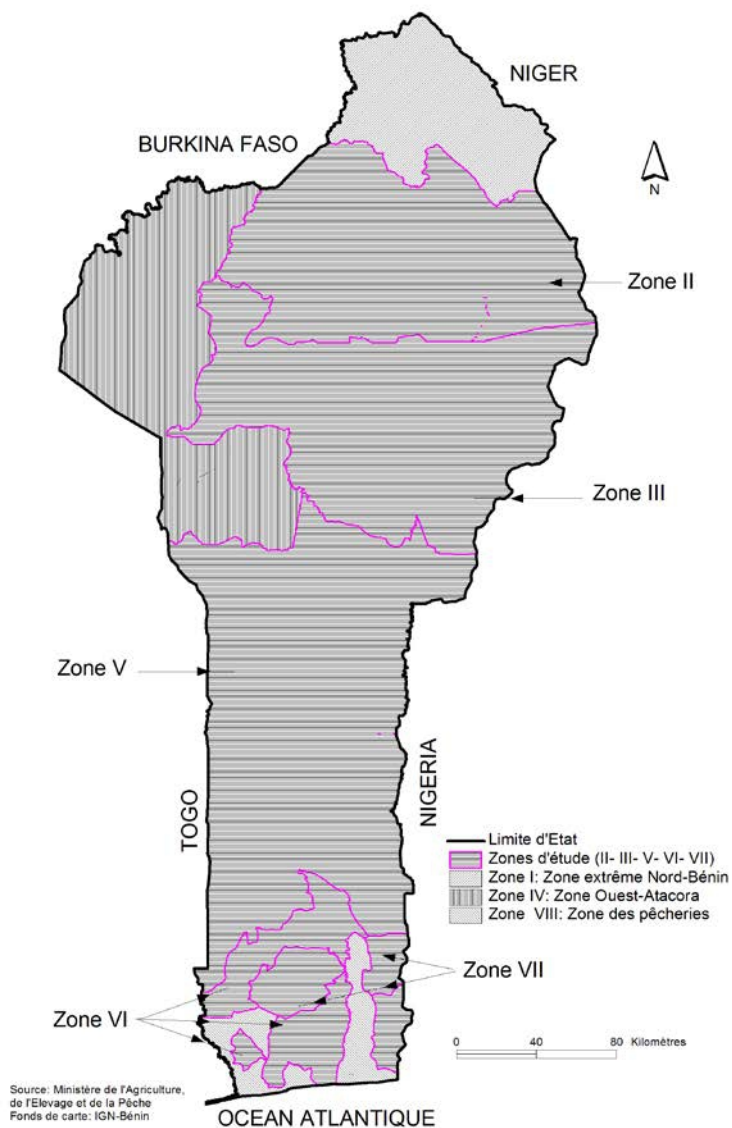 NIGER
BURKINA FASO
N
Zone II
Zone III
Zone V
TOGO
NIGERIA
Limite d'Etat
Zones d'étude (II- III- V- VI- VII)
Zone I: Zone extrême Nord-Bénin
Zone IV: Zone Ouest-Atacora
Zone VIII: Zone des pêcheries
Zone VII
Zone VI
0 40 80 Kilomètres
Source: Ministère de l'Agriculture,
de l'Elevage et de la Pêche
Fonds de carte: IGN-Bénin
OCEAN ATLANTIQUE